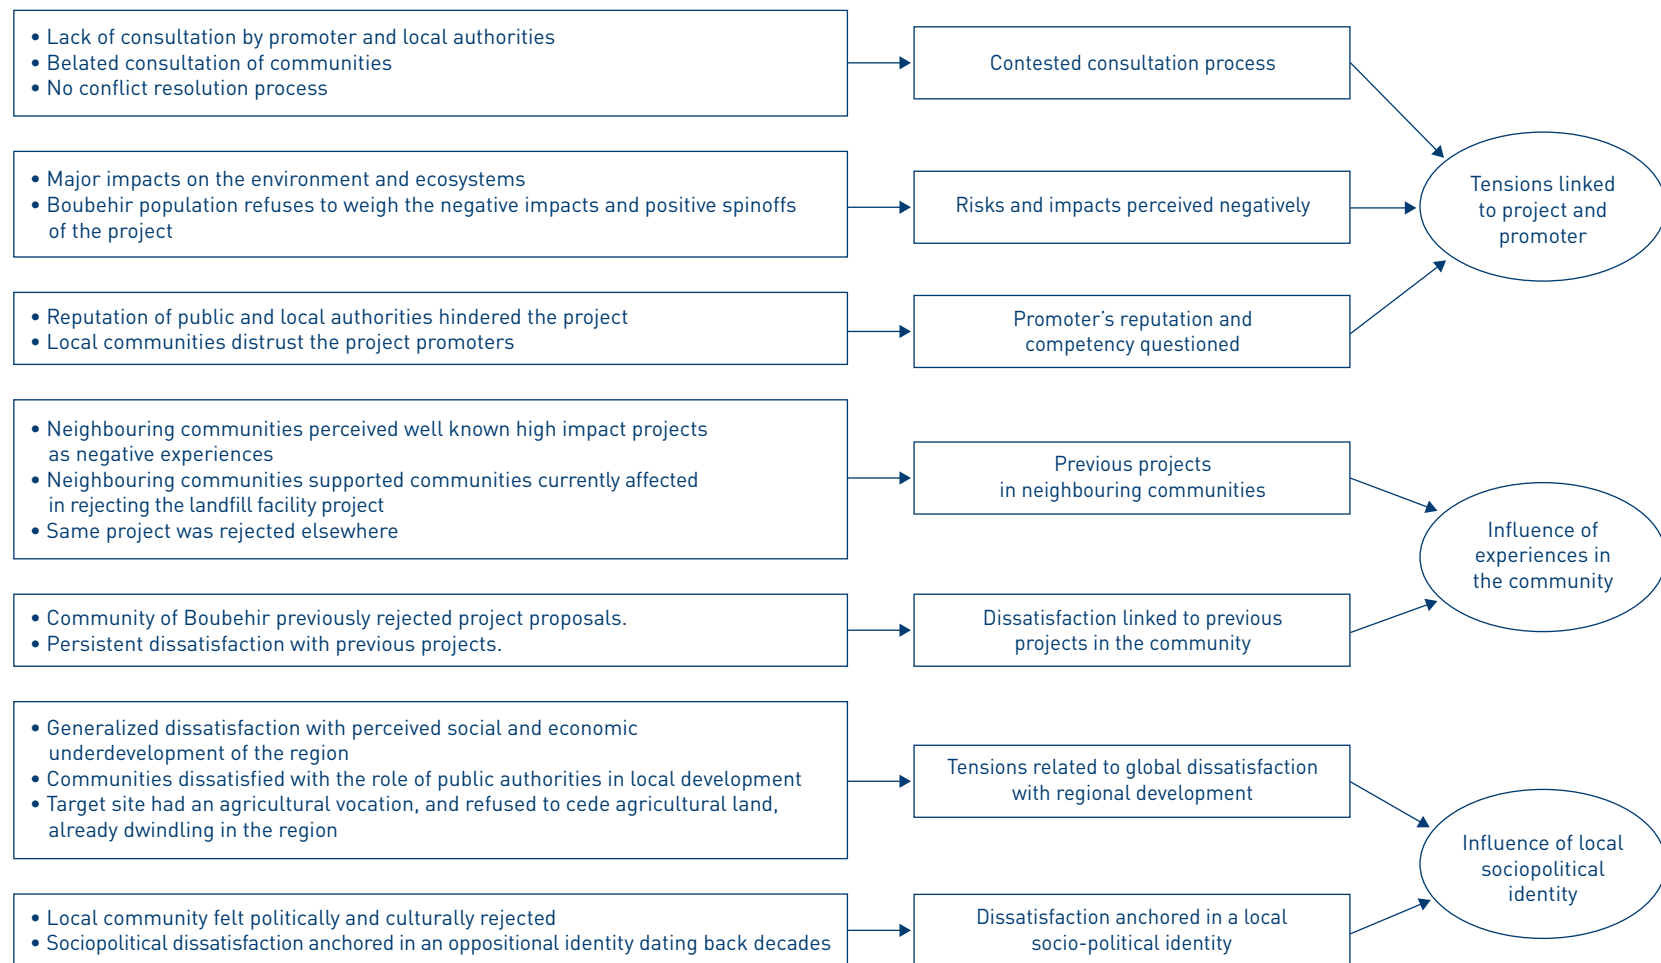 • Lack of consultation by promoter and local authorities
• Belated consultation of communities
• No conflict resolution process
Contested consultation process
• Major impacts on the environment and ecosystems
• Boubehir population refuses to weigh the negative impacts and positive spinoffs
of the project
Risks and impacts perceived negatively
• Reputation of public and local authorities hindered the project
• Local communities distrust the project promoters
Promoter's reputation and
competency questioned
Tensions linked
to project and
promoter
• Neighbouring communities perceived well known high impact projects
as negative experiences
• Neighbouring communities supported communities currently affected
in rejecting the landfill facility project
• Same project was rejected elsewhere
Previous projects
in neighbouring communities
• Community of Boubehir previously rejected project proposals.
• Persistent dissatisfaction with previous projects.
Dissatisfaction linked to previous
projects in the community
Influence of
experiences in
the community
• Generalized dissatisfaction with perceived social and economic
underdevelopment of the region
• Communities dissatisfied with the role of public authorities in local development
• Target site had an agricultural vocation, and refused to cede agricultural land,
already dwindling in the region
Tensions related to global dissatisfaction
with regional development
• Local community felt politically and culturally rejected
• Sociopolitical dissatisfaction anchored in an oppositional identity dating back decades
Dissatisfaction anchored in a local
socio-political identity
Influence of local
sociopolitical
identity